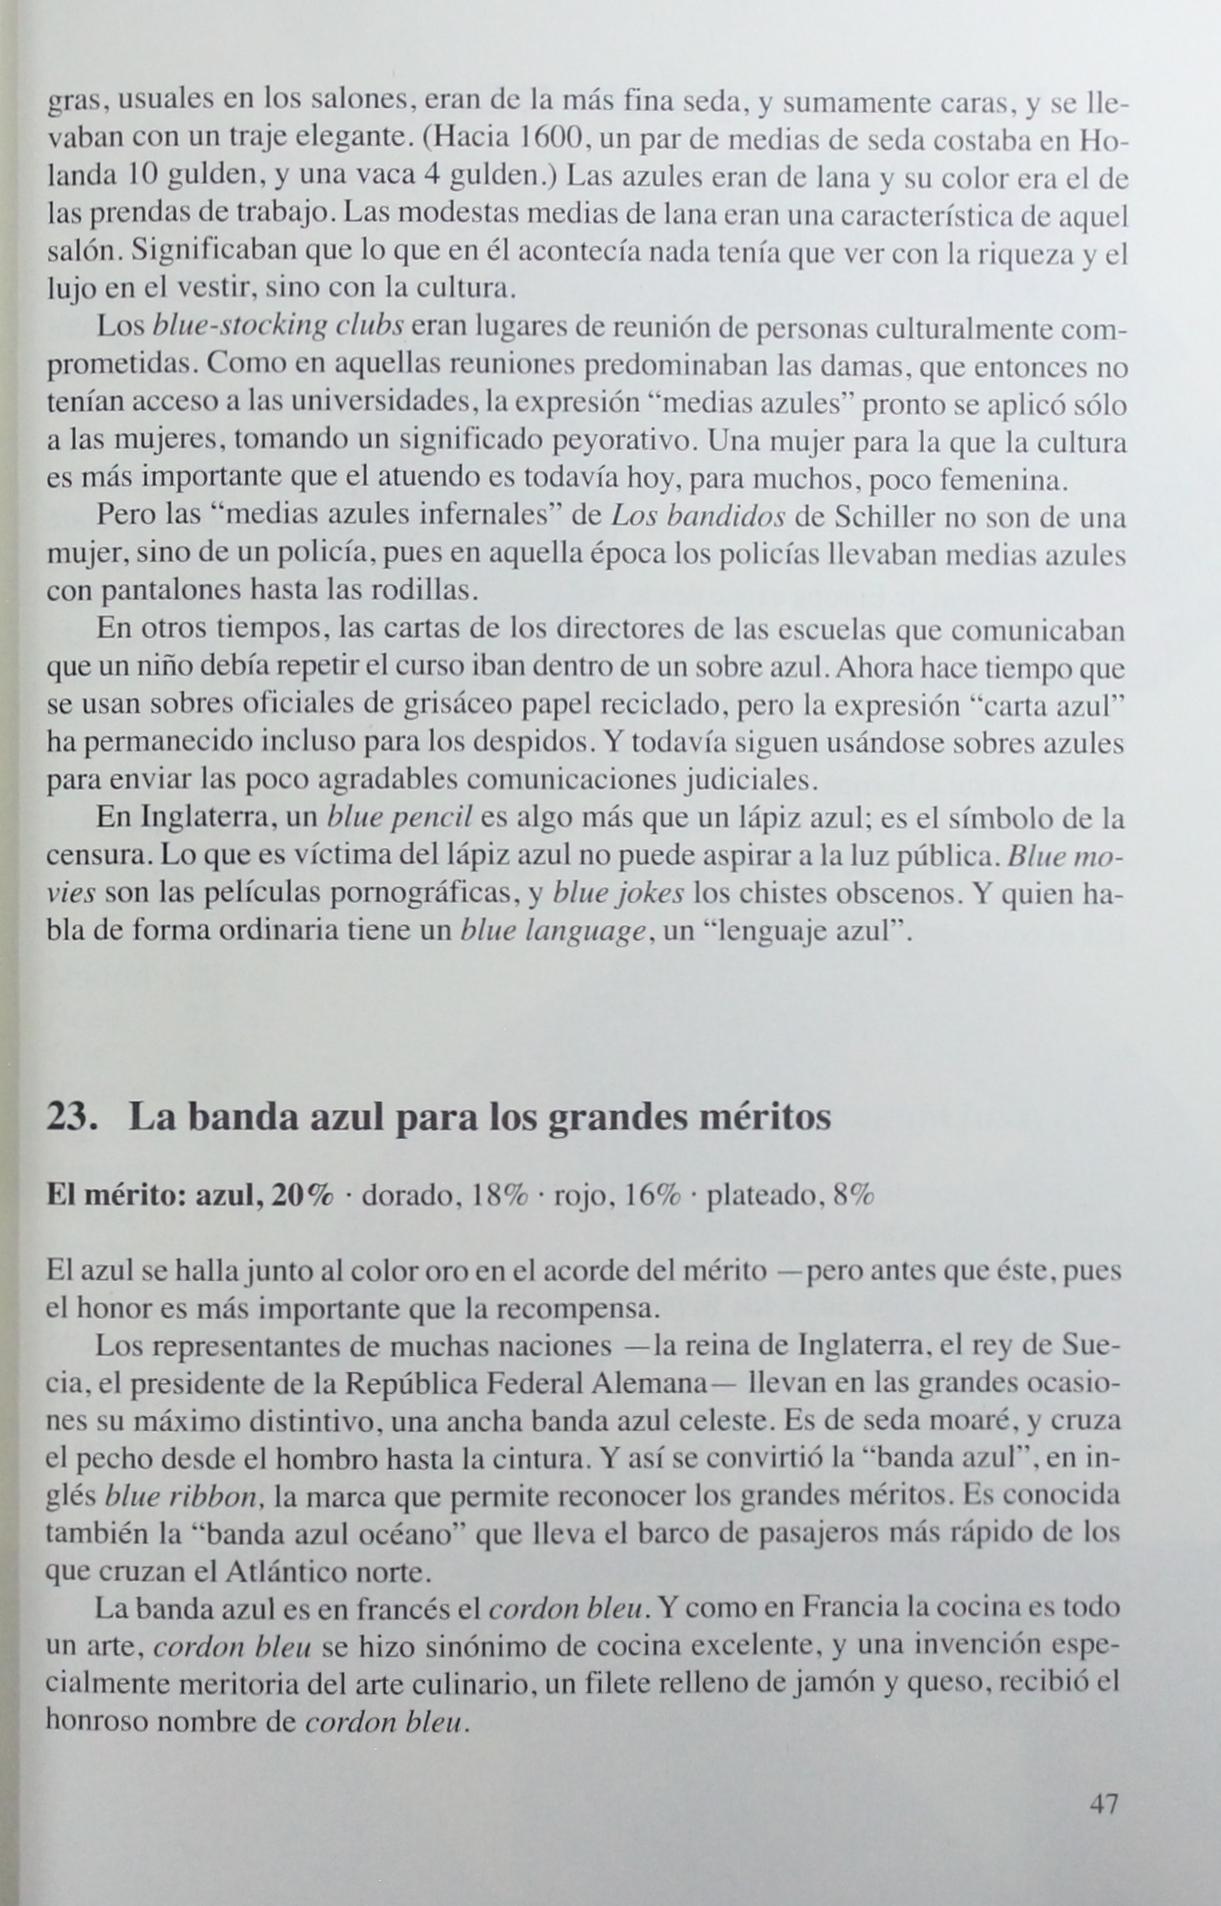 gras, usuales en los salones, eran de la más fina seda, y sumamente caras, y se lle-
vaban con un traje elegante. (Hacia 1600, un par de medias de seda costaba en Ho-
landa 10 gulden, y una vaca 4 gulden.) Las azules eran de lana y su color era el de
las prendas de trabajo. Las modestas medias de lana eran una característica de aquel
salón. Significaban que lo que en él acontecía nada tenía que ver con la riqueza y el
lujo en el vestir, sino con la cultura.
Los blue-stocking clubs eran lugares de reunión de personas culturalmente com-
prometidas. Como en aquellas reuniones predominaban las damas, que entonces no
tenían acceso a las universidades, la expresión “medias azules” pronto se aplicó sólo
a las mujeres, tomando un significado peyorativo. Una mujer para la que la cultura
es más importante que el atuendo es todavía hoy, para muchos, poco femenina.
Pero las “medias azules infernales” de Los bandidos de Schiller no son de una
mujer, sino de un policía, pues en aquella época los policías llevaban medias azules
con pantalones hasta las rodillas.
En otros tiempos, las cartas de los directores de las escuelas que comunicaban
que un niño debía repetir el curso iban dentro de un sobre azul. Ahora hace tiempo que
se usan sobres oficiales de grisáceo papel reciclado, pero la expresión “carta azul”
ha permanecido incluso para los despidos. Y todavía siguen usándose sobres azules
para enviar las poco agradables comunicaciones judiciales.
En Inglaterra, un blue pencil es algo más que un lápiz azul; es el símbolo de la
censura. Lo que es víctima del lápiz azul no puede aspirar a la luz pública. Blue mo-
vies son las películas pornográficas, y blue jokes los chistes obscenos. Y quien ha-
bla de forma ordinaria tiene un blue language, un “lenguaje azul”.
23. La banda azul para los grandes méritos
El mérito: azul, 20% · dorado, 18% · rojo, 16% · plateado, 8%
El azul se halla junto al color oro en el acorde del mérito —pero antes que éste, pues
el honor es más importante que la recompensa.
Los representantes de muchas naciones —la reina de Inglaterra, el rey de Sue-
cia, el presidente de la República Federal Alemana— llevan en las grandes ocasio-
nes su máximo distintivo, una ancha banda azul celeste. Es de seda moaré, y cruza
el pecho desde el hombro hasta la cintura. Y así se convirtió la “banda azul”, en in-
glés blue ribbon, la marca que permite reconocer los grandes méritos. Es conocida
también la “banda azul océano” que lleva el barco de pasajeros más rápido de los
que cruzan el Atlántico norte.
La banda azul es en francés el cordon bleu. Y como en Francia la cocina es todo
un arte, cordon bleu se hizo sinónimo de cocina excelente, y una invención espe-
cialmente meritoria del arte culinario, un filete relleno de jamón y queso, recibió el
honroso nombre de cordon bleu.
47